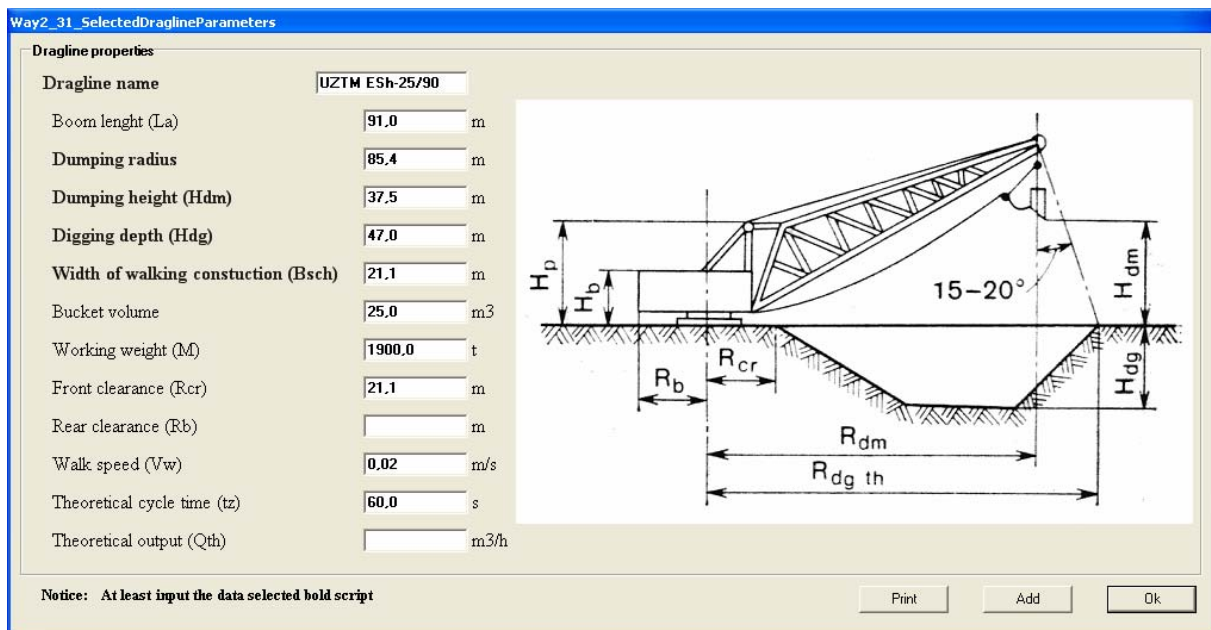 Way2_31_SelectedDraglineParameters
Dragline properties
Dragline name UZTM ESh-25/90
Boom lenght (La) 91,0 m
Dumping radius 85,4 m
Dumping height (Hdm) 37,5 m
Digging depth (Hdg) 47,0 m
Width of walking constuction (Bsch) 21,1 m
Bucket volume 25,0 m3
Working weight (M) 1900,0 t
Front clearance (Rcr) 21,1 m
Rear clearance (Rb) m
Walk speed (Vw) 0,02 m/s
Theoretical cycle time (tz) 60,0 s
Theoretical output (Qth) m3/h
Hp
Hb
15-20°
Hdm
Rb
Rcr
Hdg
Rdm
Rdg th
Notice: At least input the data selected bold script
Print Add Ok